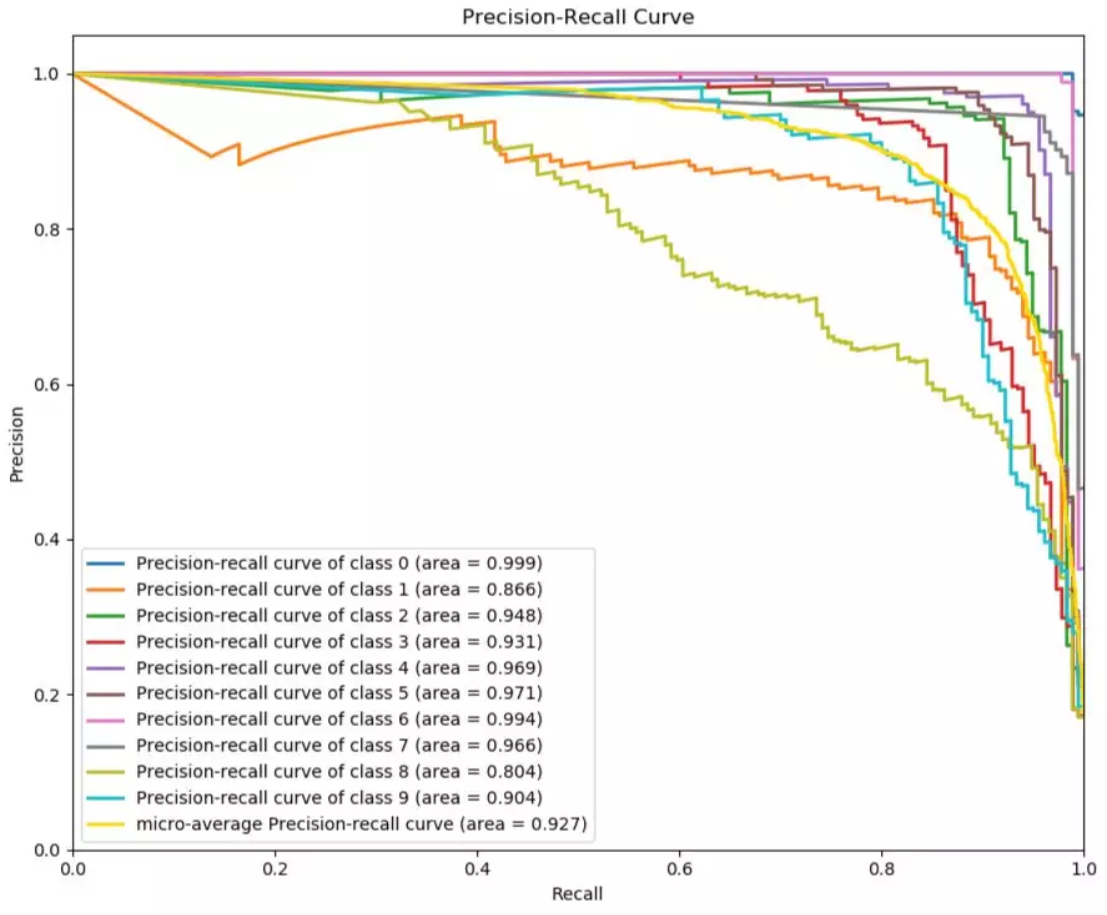 Precision-Recall Curve
1.0
0.8
0.6
0.4
0.2
0.0
Precision
Precision-recall curve of class 0 (area = 0.999)
Precision-recall curve of class 1 (area = 0.866)
Precision-recall curve of class 2 (area = 0.948)
Precision-recall curve of class 3 (area = 0.931)
Precision-recall curve of class 4 (area = 0.969)
Precision-recall curve of class 5 (area = 0.971)
Precision-recall curve of class 6 (area = 0.994)
Precision-recall curve of class 7 (area = 0.966)
Precision-recall curve of class 8 (area = 0.804)
Precision-recall curve of class 9 (area = 0.904)
micro-average Precision-recall curve (area = 0.927)
0.0 0.2 0.4 0.6 0.8 1.0
Recall